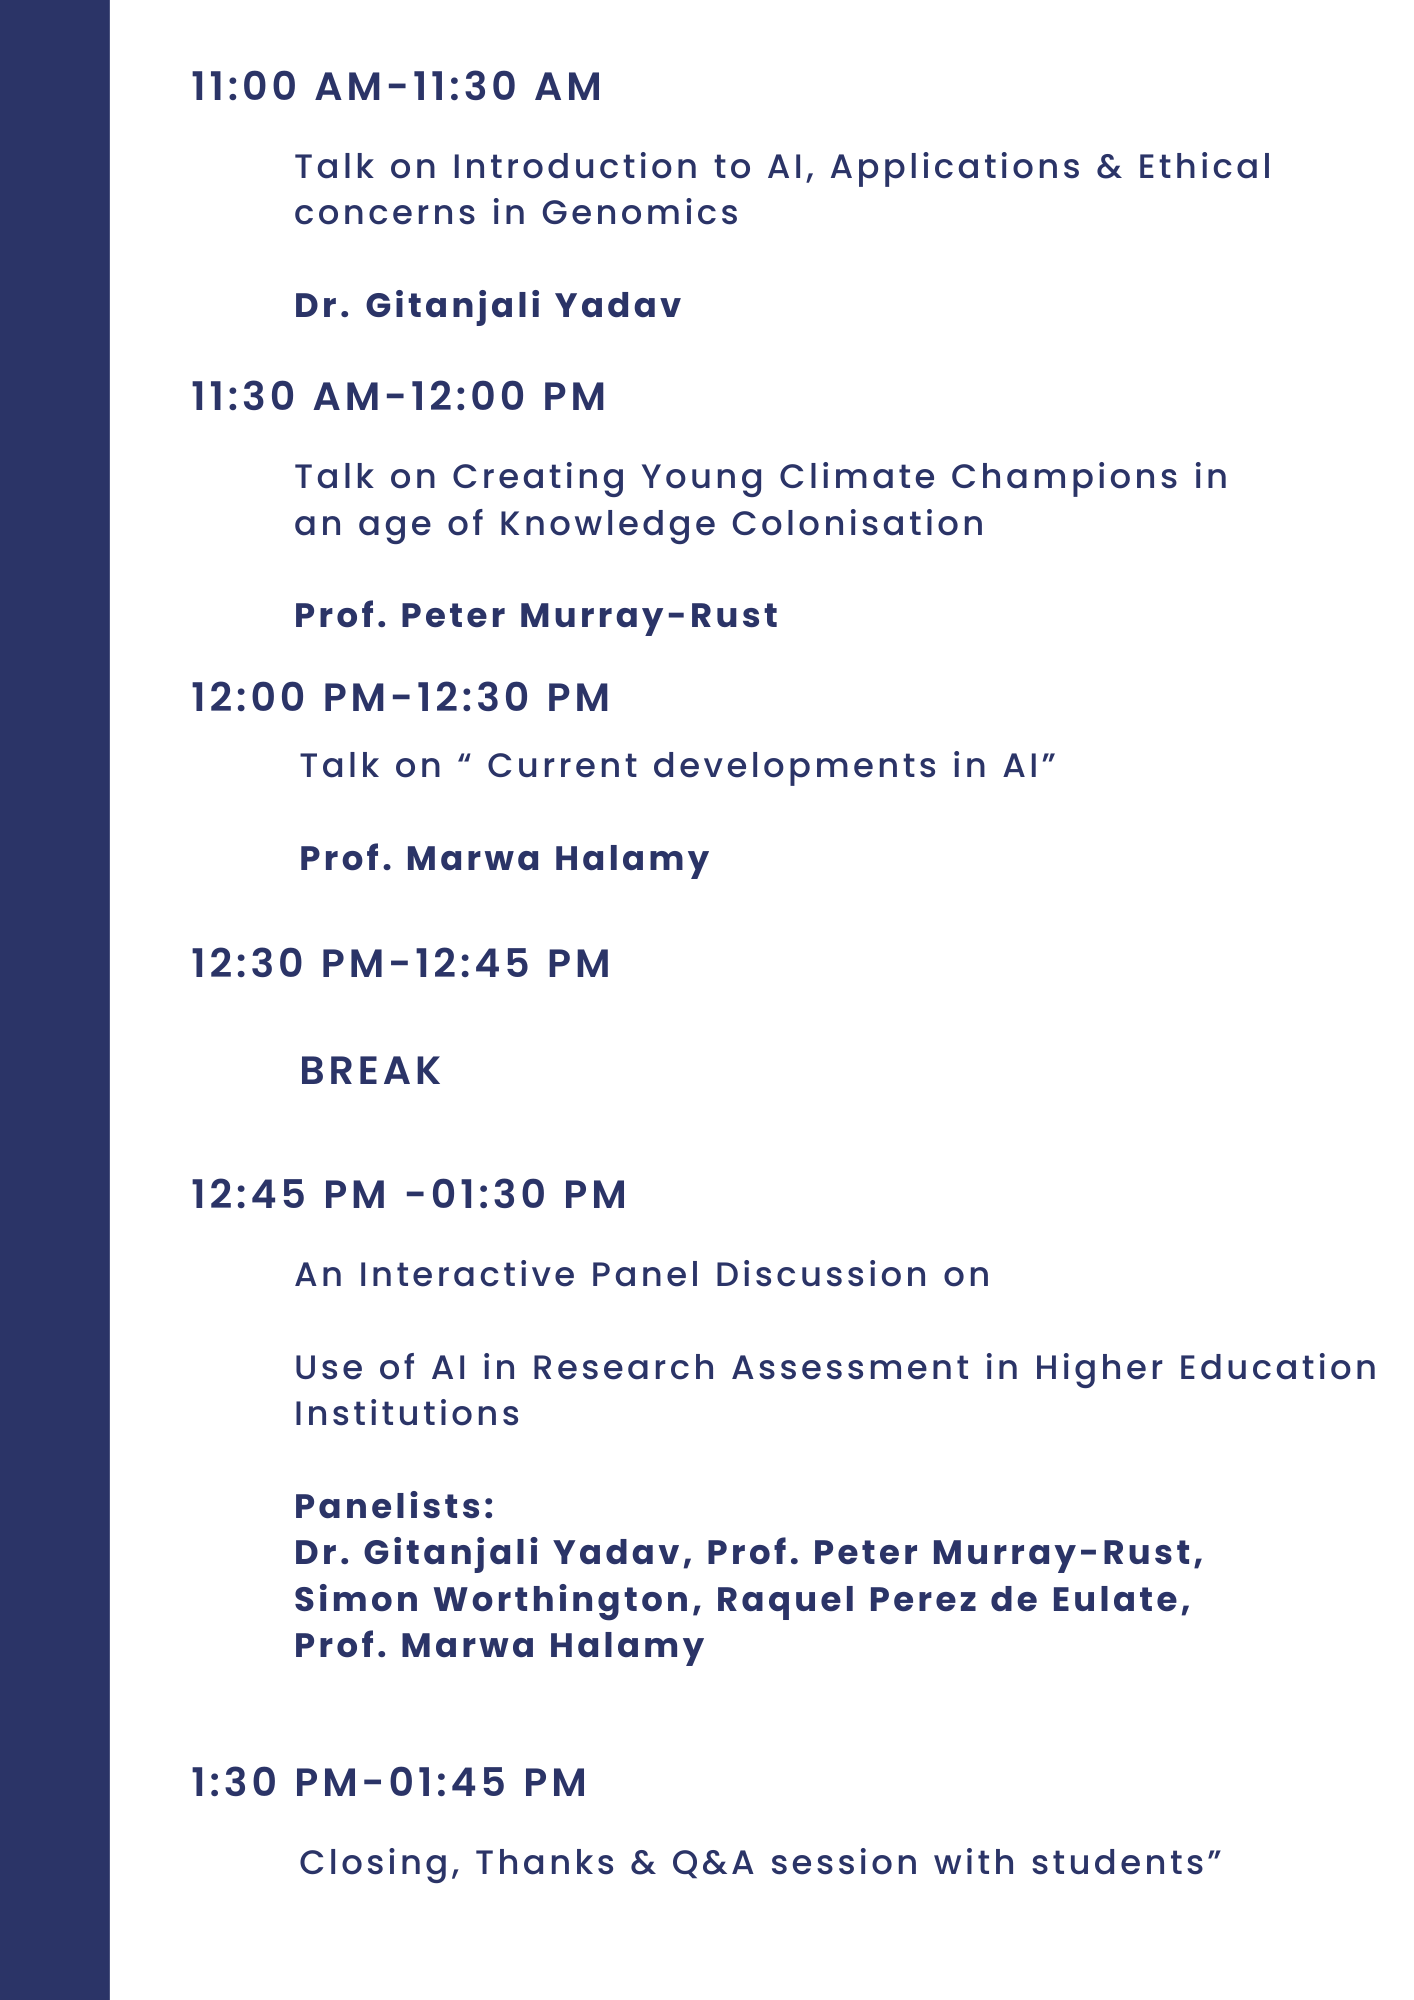 11:00 AM-11:30 AM
Talk on Introduction to AI, Applications & Ethical
concerns in Genomics
Dr. Gitanjali Yadav
11:30 AM-12:00 PM
Talk on Creating Young Climate Champions in
an age of Knowledge Colonisation
Prof. Peter Murray-Rust
12:00 PM-12:30 PM
Talk on “ Current developments in AI”
Prof. Marwa Halamy
12:30 PM-12:45 PM
BREAK
12:45 PM -01:30 PM
An Interactive Panel Discussion on
Use of AI in Research Assessment in Higher Education
Institutions
Panelists:
Dr. Gitanjali Yadav, Prof. Peter Murray-Rust,
Simon Worthington, Raquel Perez de Eulate,
Prof. Marwa Halamy
1:30 PM-01:45 PM
Closing, Thanks & Q&A session with students”